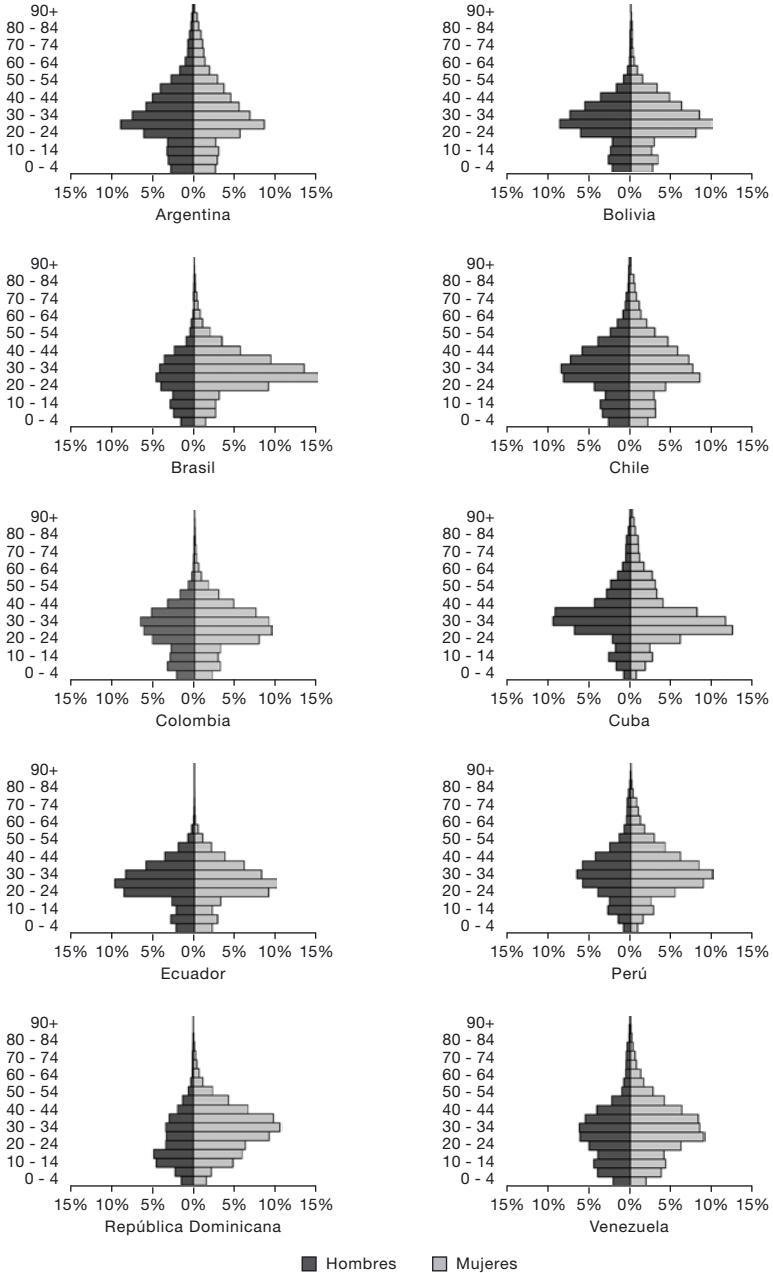 90+
80 - 84
70 - 74
60 - 64
50 - 54
40 - 44
30 - 34
20 - 24
10 - 14
0 - 4
15% 10% 5% 0% 5% 10% 15%
Argentina
90+
80 - 84
70 - 74
60 - 64
50 - 54
40 - 44
30 - 34
20 - 24
10 - 14
0 - 4
15% 10% 5% 0% 5% 10% 15%
Bolivia
90+
80 - 84
70 - 74
60 - 64
50 - 54
40 - 44
30 - 34
20 - 24
10 - 14
0 - 4
15% 10% 5% 0% 5% 10% 15%
Brasil
90+
80 - 84
70 - 74
60 - 64
50 - 54
40 - 44
30 - 34
20 - 24
10 - 14
0 - 4
15% 10% 5% 0% 5% 10% 15%
Chile
90+
80 - 84
70 - 74
60 - 64
50 - 54
40 - 44
30 - 34
20 - 24
10 - 14
0 - 4
15% 10% 5% 0% 5% 10% 15%
Colombia
90+
80 - 84
70 - 74
60 - 64
50 - 54
40 - 44
30 - 34
20 - 24
10 - 14
0 - 4
15% 10% 5% 0% 5% 10% 15%
Cuba
90+
80 - 84
70 - 74
60 - 64
50 - 54
40 - 44
30 - 34
20 - 24
10 - 14
0 - 4
15% 10% 5% 0% 5% 10% 15%
Ecuador
90+
80 - 84
70 - 74
60 - 64
50 - 54
40 - 44
30 - 34
20 - 24
10 - 14
0 - 4
15% 10% 5% 0% 5% 10% 15%
Perú
90+
80 - 84
70 - 74
60 - 64
50 - 54
40 - 44
30 - 34
20 - 24
10 - 14
0 - 4
15% 10% 5% 0% 5% 10% 15%
República Dominicana
90+
80 - 84
70 - 74
60 - 64
50 - 54
40 - 44
30 - 34
20 - 24
10 - 14
0 - 4
15% 10% 5% 0% 5% 10% 15%
Venezuela
Hombres Mujeres